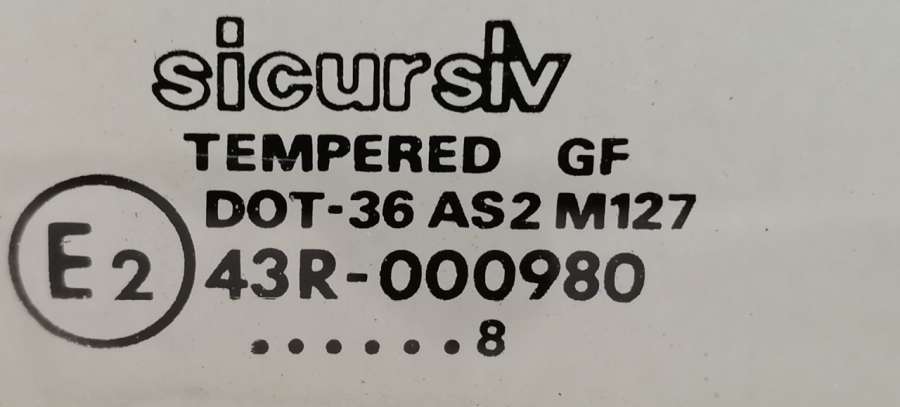 sicursiv
TEMPERED GF
DOT-36 AS2 M127
E2 43R-000980
......8